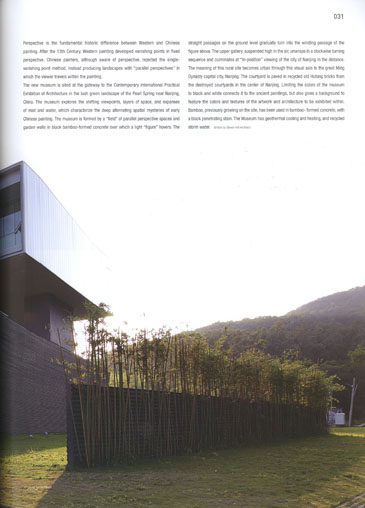 031
Perspective is the fundamental historic difference between Western and Chinese
painting. After the 13th Century, Western painting developed vanishing points in fixed
perspective. Chinese painters, although aware of perspective, rejected the single-
vanishing point method, instead producing landscapes with "parallel perspectives" in
which the viewer travels within the painting.
The new museum is sited at the gateway to the Contemporary International Practical
Exhibition of Architecture in the lush green landscape of the Pearl Spring near Nanjing,
China. The museum explores the shifting viewpoints, layers of space, and expanses
of mist and water, which characterize the deep alternating spatial mysteries of early
Chinese painting. The museum is formed by a "field" of parallel perspective spaces and
garden walls in black bamboo-formed concrete over which a light "figure" hovers. The
straight passages on the ground level gradually turn into the winding passage of the
figure above. The upper gallery, suspended high in the air, unwraps in a clockwise turning
sequence and culminates at "in-position" viewing of the city of Nanjing in the distance.
The meaning of this rural site becomes urban through this visual axis to the great Ming
Dynasty capital city, Nanjing. The courtyard is paved in recycled old Hutong bricks from
the destroyed courtyards in the center of Nanjing. Limiting the colors of the museum
to black and white connects it to the ancient paintings, but also gives a background to
feature the colors and textures of the artwork and architecture to be exhibited within.
Bamboo, previously growing on the site, has been used in bamboo-formed concrete, with
a black penetrating stain. The Museum has geothermal cooling and heating, and recycled
storm water. Written by Steven Holl Architects